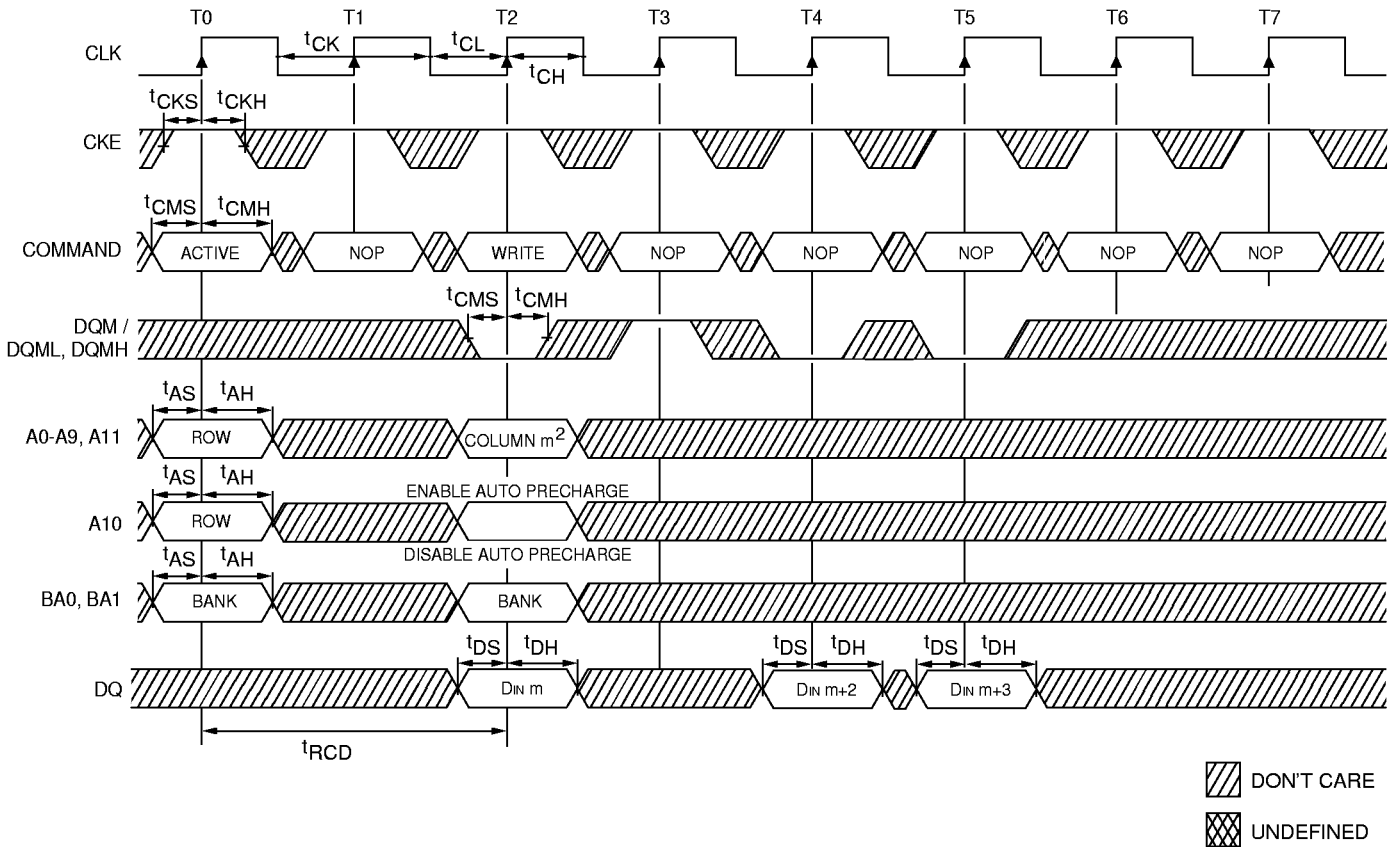 T0 T1 T2 T3 T4 T5 T6 T7
CLK
tCK tCL
tCH
tCKS tCKH
CKE
tCMS tCMH
COMMAND
ACTIVE NOP WRITE NOP NOP NOP NOP NOP
tCMS tCMH
DQM /
DQML, DQMH
tAS tAH
A0-A9, A11
ROW COLUMN m2
tAS tAH
ENABLE AUTO PRECHARGE
A10
ROW
DISABLE AUTO PRECHARGE
tAS tAH
BA0, BA1
BANK BANK
tDS tDH tDS tDH tDS tDH
DQ
DIN m DIN m+2 DIN m+3
tRCD
DON'T CARE
UNDEFINED